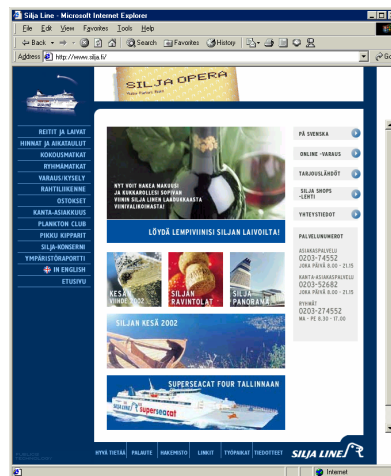 Silja Line - Microsoft Internet Explorer
File Edit View Favorites Tools Help
Back Search Favorites History
Address http://www.silja.fi/ Go
SILJA OPERA
REITIT JA LAIVAT
HINNAT JA AIKATAULUT
KOKOUSMATKAT
RYHMÄMATKAT
VARAUS/KYSELY
RAHTILIIKENNE
OSTOKSET
KANTA-ASIAKKUUS
PLANKTON CLUB
PIKKU KIPPARIT
SILJA-KONSERNI
YMPÄRISTÖRAPORTTI
IN ENGLISH
ETUSIVU
NYT VOIT HAKEA MAKUUSI
JA KUKKAROLLESI SOPIVAN
VIININ SILJA LINEN LAADUKKAASTA
VIINIVALIKOIMASTA!
LÖYDÄ LEMPIVIINISI SILJAN LAIVOILTA!
KESÄN
VIIHDE 2002
SILJAN
RAVINTOLAT
SILJA
PANORAMA
SILJAN KESÄ 2002
SUPERSEACAT FOUR TALLINNAAN
SILJA LINE
superseacat
PÅ SVENSKA
ONLINE -VARAUS
TARJOUSLÄHDÖT
SILJA SHOPS
-LEHTI
YHTEYSTIEDOT
PALVELUNUMEROT
ASIAKASPALVELU
0203-74552
JOKA PÄIVÄ 8.00 - 21.15
KANTA-ASIAKASPALVELU
0203-52682
JOKA PÄIVÄ 8.00 - 21.15
RYHMÄT
0203-274552
MA - PE 8.30 - 17.00
HYVÄ TIETÄÄ PALAUTE HAKEMISTO LINKIT TYÖPAIKAT TIEDOTTEET SILJA LINE
Internet